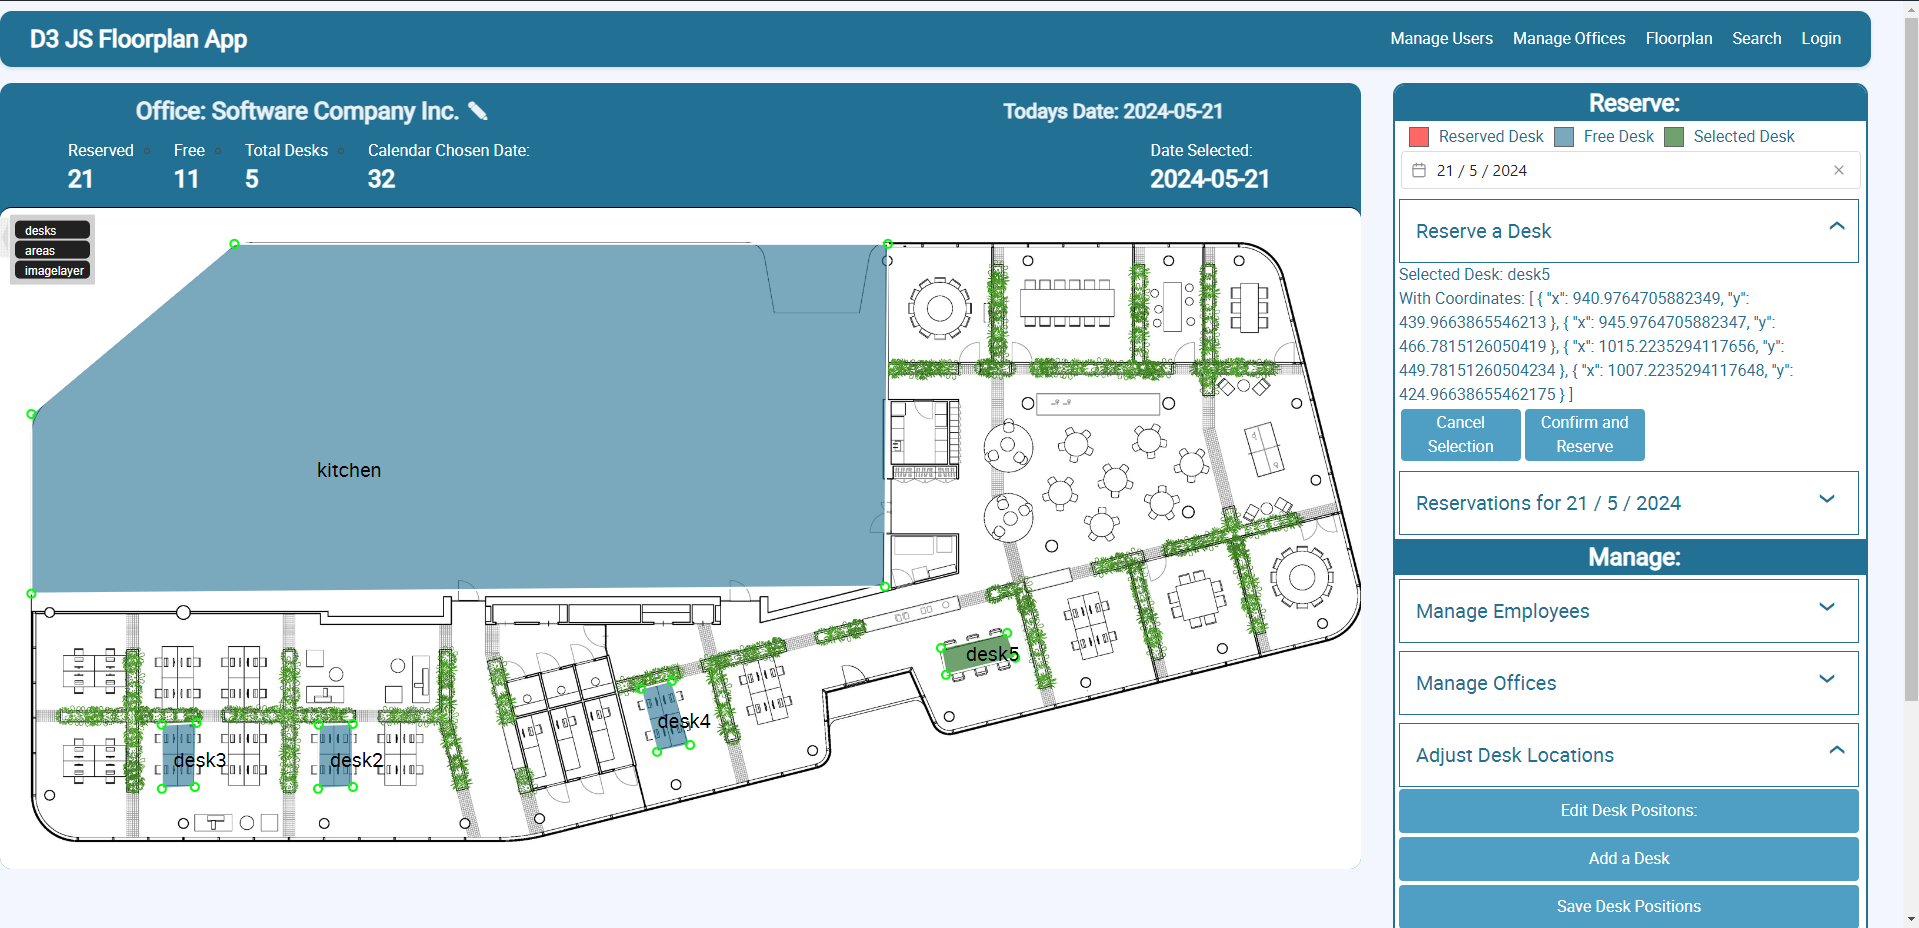 D3 JS Floorplan App
Manage Users Manage Offices Floorplan Search Login
Office: Software Company Inc.
Todays Date: 2024-05-21
Reserved Free Total Desks Calendar Chosen Date:
21 11 5 32
Date Selected:
2024-05-21
desks
areas
imagelayer
kitchen
desk5
desk4
desk3
desk2
Reserve:
Reserved Desk Free Desk Selected Desk
21 / 5 / 2024
Reserve a Desk
Selected Desk: desk5
With Coordinates: [ { "x": 940.9764705882349, "y":
439.9663865546213 }, { "x": 945.9764705882347, "y":
466.7815126050419 }, { "x": 1015.2235294117656, "y":
449.78151260504234 }, { "x": 1007.2235294117648, "y":
424.96638655462175 } ]
Cancel
Selection
Confirm and
Reserve
Reservations for 21 / 5 / 2024
Manage:
Manage Employees
Manage Offices
Adjust Desk Locations
Edit Desk Positons:
Add a Desk
Save Desk Positions